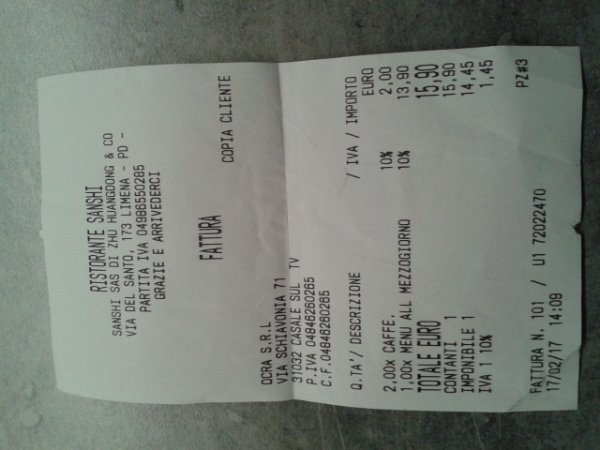 RISTORANTE SANSHI
SANSHI SAS DI ZHU HUANGDONG & CO
VIA DEL SANTO, 173 LIMENA - PD -
PARTITA IVA 04986550285
GRAZIE E ARRIVEDERCI
FATTURA
COPIA CLIENTE
OCRA S.R.L
VIA SCHIAVONIA 71
31032 CASALE SUL TV
P.IVA 04846260265
C.F.04846260265
Q.TA'/ DESCRIZIONE / IVA / IMPORTO
EURO
2,00x CAFFE. 10% 2,00
1,00x MENU ALL MEZZOGIORNO 10% 13,90
TOTALE EURO 15,90
CONTANTI 1 15,90
IMPONIBILE 1 14,45
IVA 1 10% 1,45
PZ#3
FATTURA N. 101 / U1 72022470
17/02/17 14:09